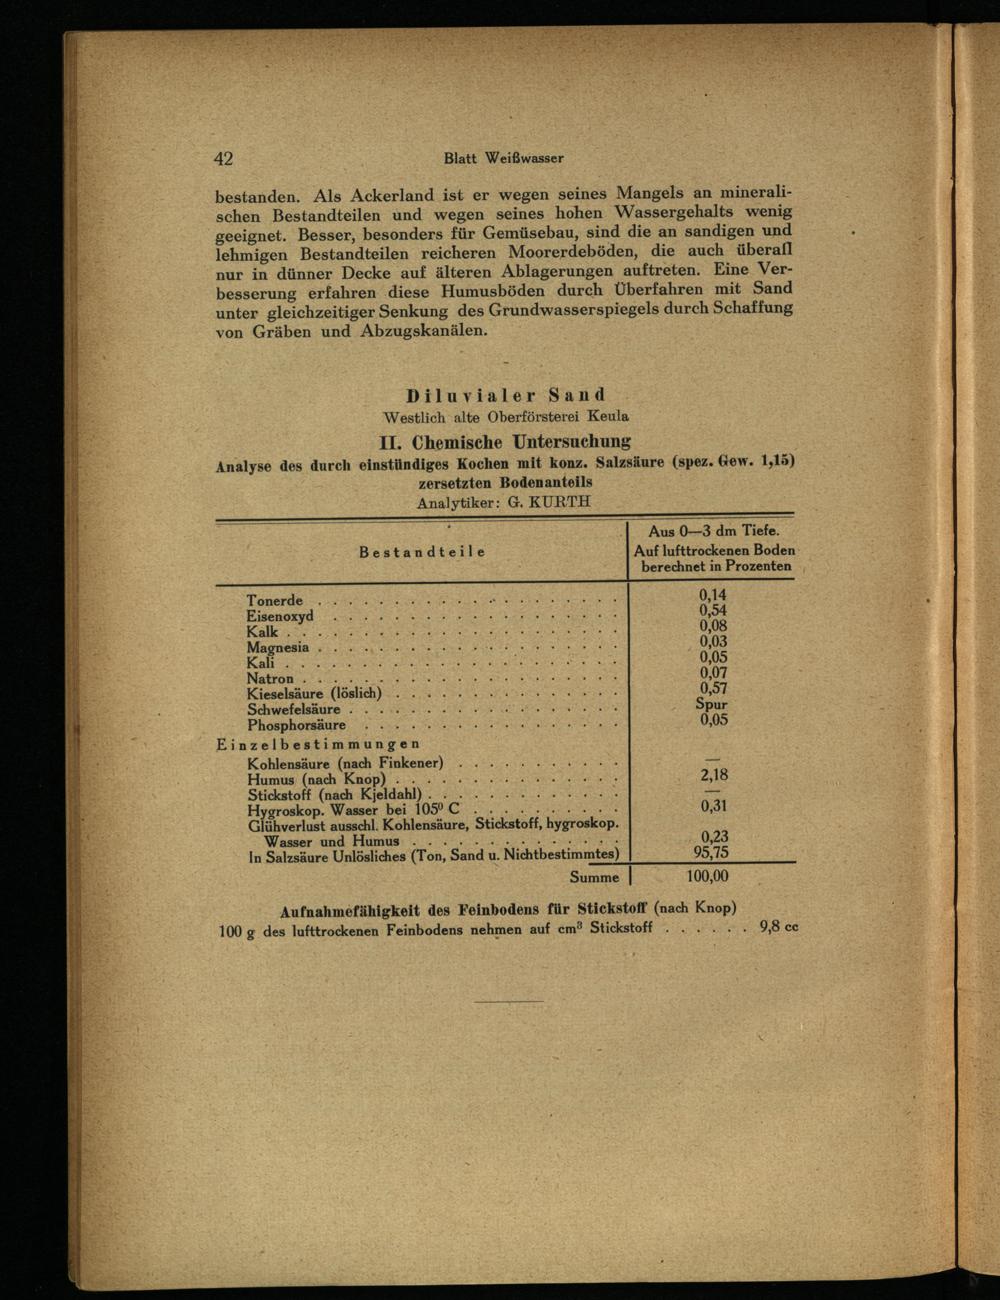 42
Blatt Weißwasser
bestanden. Als Ackerland ist er wegen seines Mangels an minerali-
schen Bestandteilen und wegen seines hohen Wassergehalts wenig
geeignet. Besser, besonders für Gemüsebau, sind die an sandigen und
lehmigen Bestandteilen reicheren Moorerdeböden, die auch überall
nur in dünner Decke auf älteren Ablagerungen auftreten. Eine Ver-
besserung erfahren diese Humusböden durch Überfahren mit Sand
unter gleichzeitiger Senkung des Grundwasserspiegels durch Schaffung
von Gräben und Abzugskanälen.
Diluvialer Sand
Westlich alte Oberförsterei Keula
II. Chemische Untersuchung
Analyse des durch einstündiges Kochen mit konz. Salzsäure (spez. Gew. 1,15)
zersetzten Bodenanteils
Analytiker: G. KURTH
Bestandteile
Aus 0—3 dm Tiefe.
Auf lufttrockenen Boden
berechnet in Prozenten
Tonerde . . . . . . . . . . . . . . . . . . . . 0,14
Eisenoxyd . . . . . . . . . . . . . . . . . . . 0,54
Kalk . . . . . . . . . . . . . . . . . . . . . . 0,08
Magnesia . . . . . . . . . . . . . . . . . . . . 0,03
Kali . . . . . . . . . . . . . . . . . . . . . . 0,05
Natron . . . . . . . . . . . . . . . . . . . . . 0,07
Kieselsäure (löslich) . . . . . . . . . . . . . . . 0,57
Schwefelsäure . . . . . . . . . . . . . . . . . . Spur
Phosphorsäure . . . . . . . . . . . . . . . . . 0,05
Einzelbestimmungen
Kohlensäure (nach Finkener) . . . . . . . . . . . —
Humus (nach Knop) . . . . . . . . . . . . . . . 2,18
Stickstoff (nach Kjeldahl) . . . . . . . . . . . . . —
Hygroskop. Wasser bei 105⁰ C . . . . . . . . . . 0,31
Glühverlust ausschl. Kohlensäure, Stickstoff, hygroskop.
Wasser und Humus . . . . . . . . . . . . . . 0,23
In Salzsäure Unlösliches (Ton, Sand u. Nichtbestimmtes) 95,75
Summe 100,00
Aufnahmefähigkeit des Feinbodens für Stickstoff (nach Knop)
100 g des lufttrockenen Feinbodens nehmen auf cm³ Stickstoff . . . . . . 9,8 cc